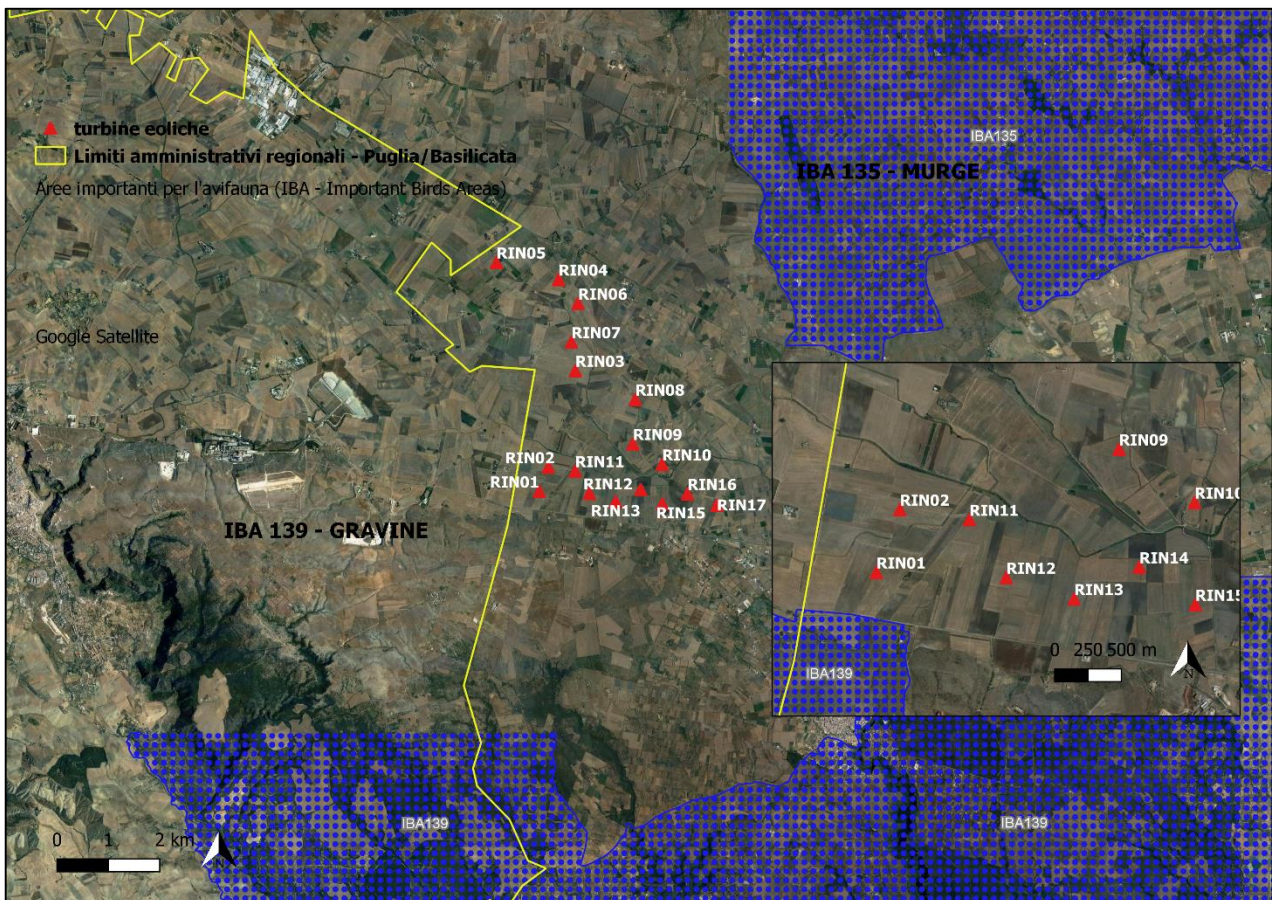 IBA135
turbine eoliche
Limiti amministrativi regionali - Puglia/Basilicata
IBA 135 - MURGE
Aree importanti per l'avifauna (IBA - Important Birds Areas)
RIN05
RIN04
RIN06
Google Satellite
RIN07
RIN03
RIN08
RIN09
RIN10
RIN02
RIN11
RIN01
RIN12
RIN16
RIN13
RIN15
RIN17
IBA 139 - GRAVINE
RIN09
RIN02
RIN10
RIN11
RIN01
RIN12
RIN14
RIN13
RIN15
0 250 500 m
N
IBA139
IBA139
IBA139
0 1 2 km
N